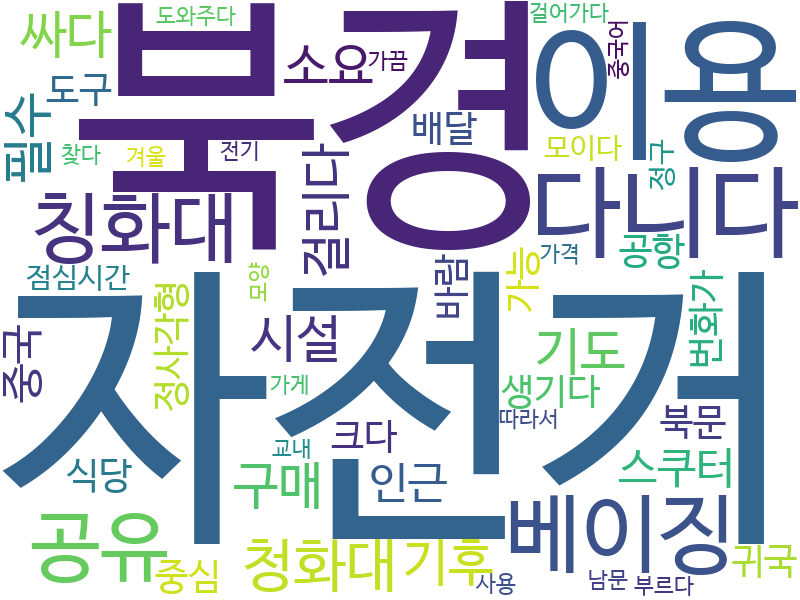 싸다
도와주다
북경
소요
가끔
걸어가다
중국어
이용
도구
배달
필수
찾다
겨울
전기
모이다
정구
칭화대
걸리다
다니다
공항
가격
점심시간
모양
바람
가능
번화가
중국
정사각형
시설
기도
자전거
가게
생기다
따라서
북문
크다
교내
식당
구매
인근
스쿠터
공유
베이징
청화대
기후
중심
사용
남문
부르다
귀국